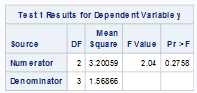 Test 1 Results for Dependent Variable y
Source DF Mean Square F Value Pr > F
Numerator 2 3.20059 2.04 0.2758
Denominator 3 1.56866